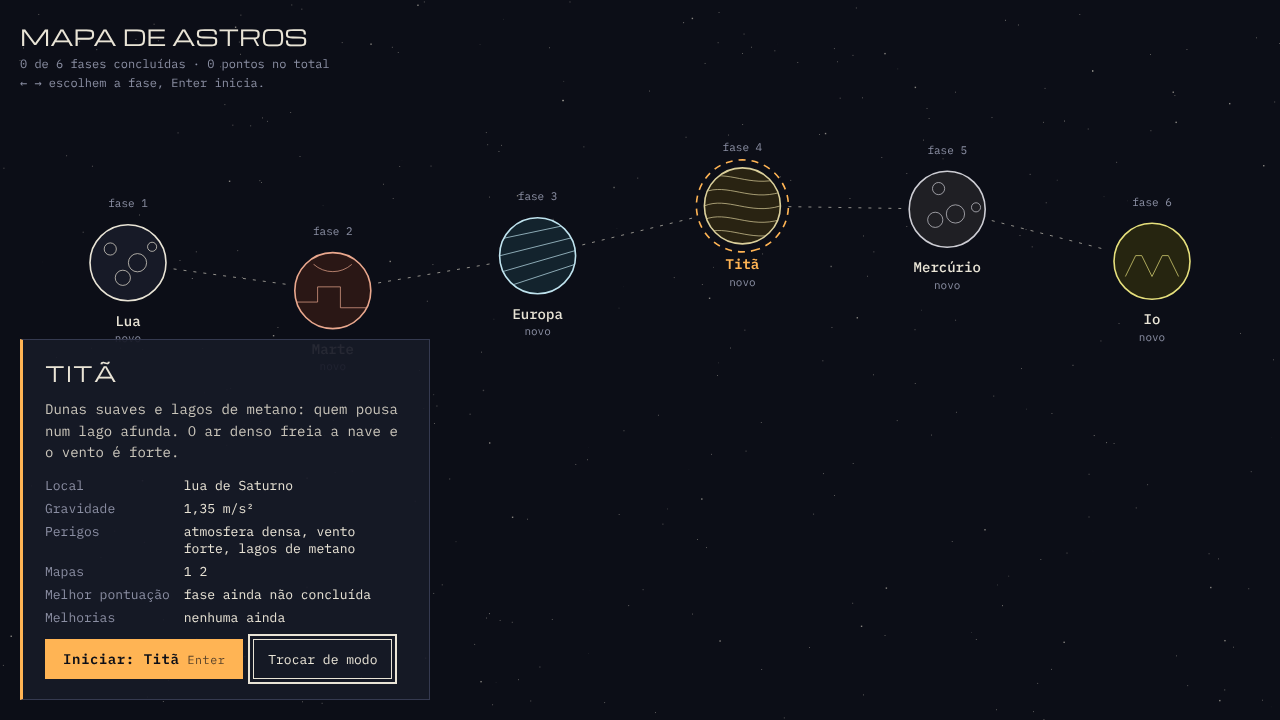 MAPA DE ASTROS
0 de 6 fases concluídas · 0 pontos no total
← → escolhem a fase, Enter inicia.
fase 1
Lua
novo
fase 2
Marte
novo
fase 3
Europa
novo
fase 4
Titã
novo
fase 5
Mercúrio
novo
fase 6
Io
novo
TITÃ
Dunas suaves e lagos de metano: quem pousa
num lago afunda. O ar denso freia a nave e
o vento é forte.
Local lua de Saturno
Gravidade 1,35 m/s²
Perigos atmosfera densa, vento
forte, lagos de metano
Mapas 1 2
Melhor pontuação fase ainda não concluída
Melhorias nenhuma ainda
Iniciar: Titã Enter
Trocar de modo